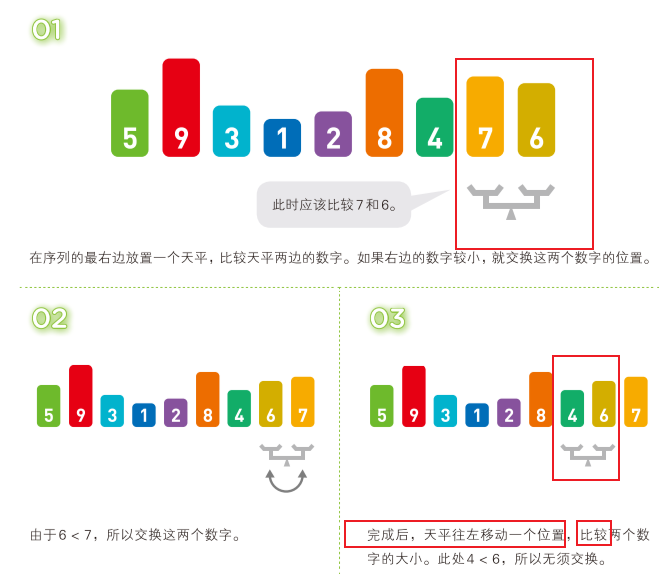 01
5 9 3 1 2 8 4 7 6
此时应该比较7和6。
在序列的最右边放置一个天平，比较天平两边的数字。如果右边的数字较小，就交换这两个数字的位置。
02
5 9 3 1 2 8 4 6 7
由于6<7，所以交换这两个数字。
03
5 9 3 1 2 8 4 6 7
完成后，天平往左移动一个位置，比较两个数
字的大小。此处4<6，所以无须交换。